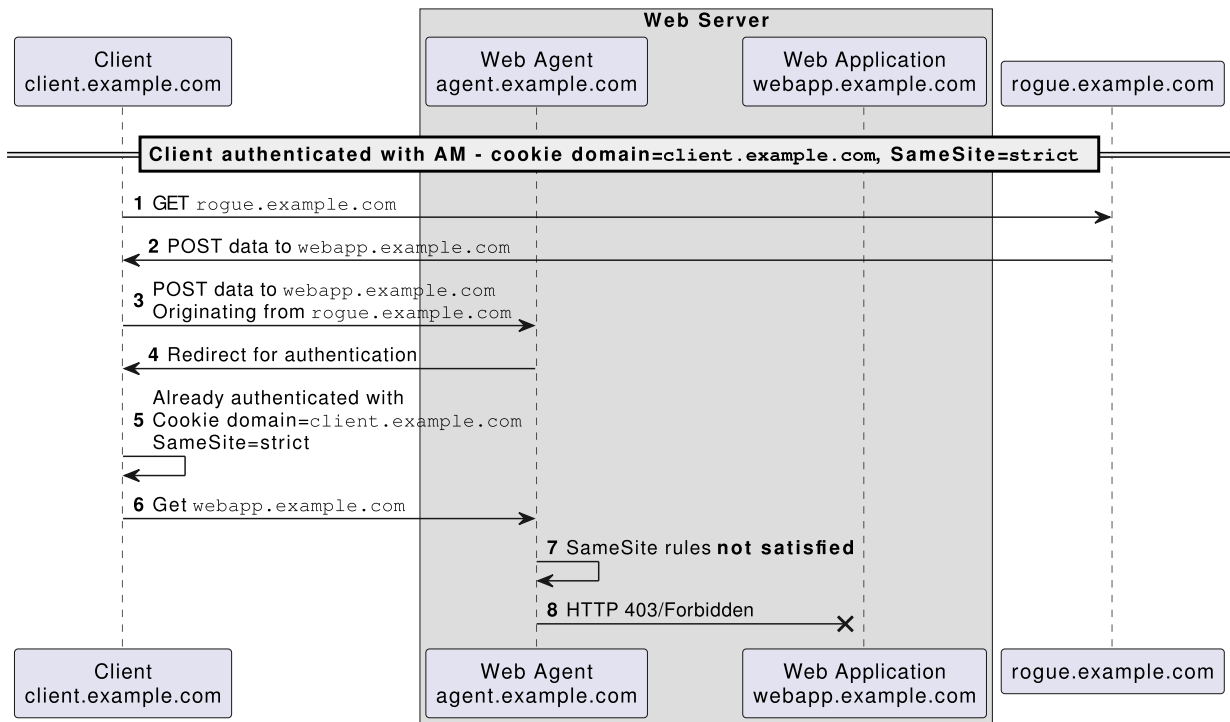 Web Server
Client
client.example.com
Web Agent
agent.example.com
Web Application
webapp.example.com
rogue.example.com
Client authenticated with AM - cookie domain=client.example.com, SameSite=strict
1 GET rogue.example.com
2 POST data to webapp.example.com
3 POST data to webapp.example.com
Originating from rogue.example.com
4 Redirect for authentication
Already authenticated with
5 Cookie domain=client.example.com
SameSite=strict
6 Get webapp.example.com
7 SameSite rules not satisfied
8 HTTP 403/Forbidden
Client
client.example.com
Web Agent
agent.example.com
Web Application
webapp.example.com
rogue.example.com